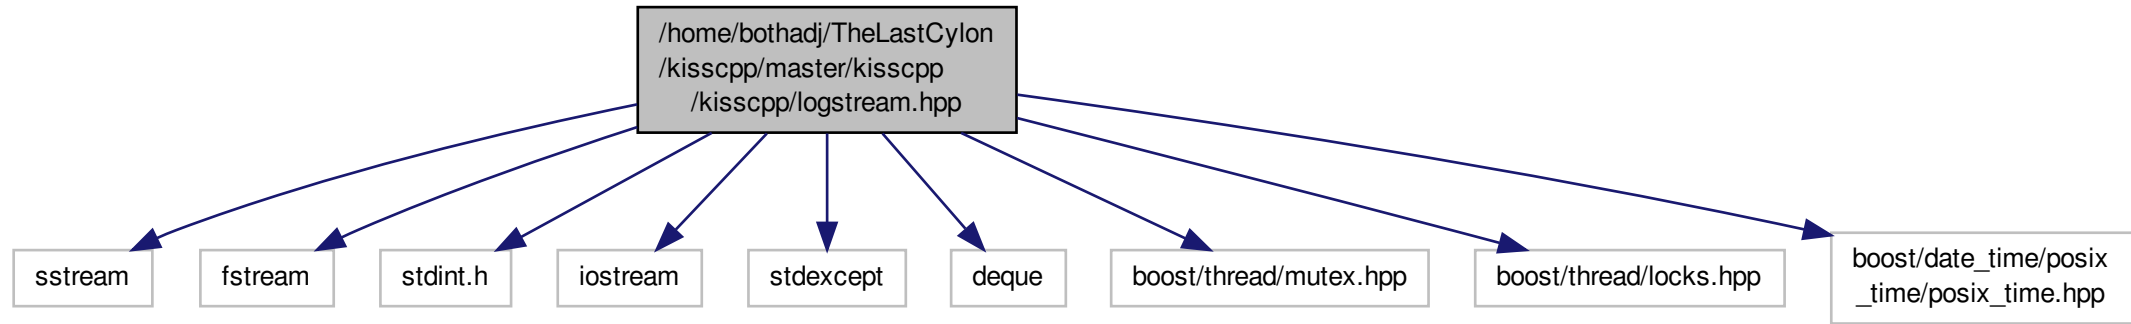 /home/bothadj/TheLastCylon
/kisscpp/master/kisscpp
/kisscpp/logstream.hpp
sstream
fstream
stdint.h
iostream
stdexcept
deque
boost/thread/mutex.hpp
boost/thread/locks.hpp
boost/date_time/posix
_time/posix_time.hpp